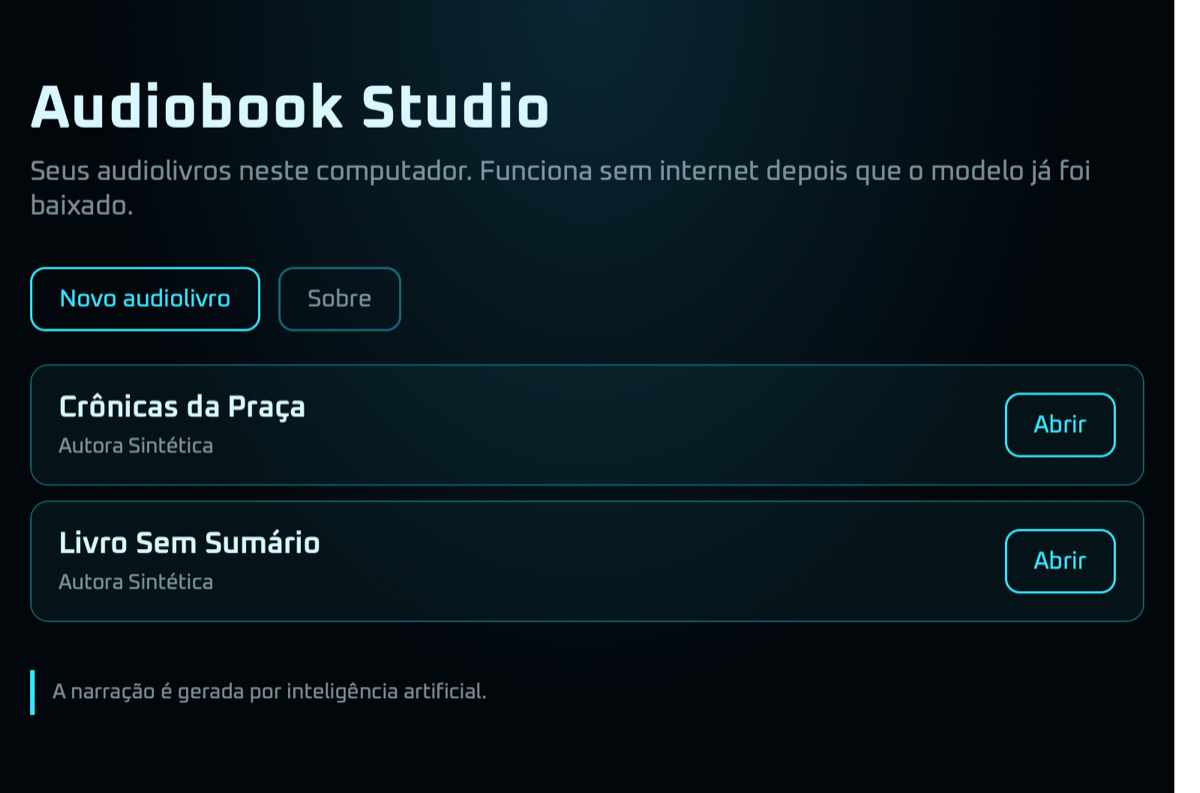 Audiobook Studio
Seus audiolivros neste computador. Funciona sem internet depois que o modelo já foi
baixado.
Novo audiolivro
Sobre
Crônicas da Praça
Autora Sintética
Abrir
Livro Sem Sumário
Autora Sintética
Abrir
A narração é gerada por inteligência artificial.